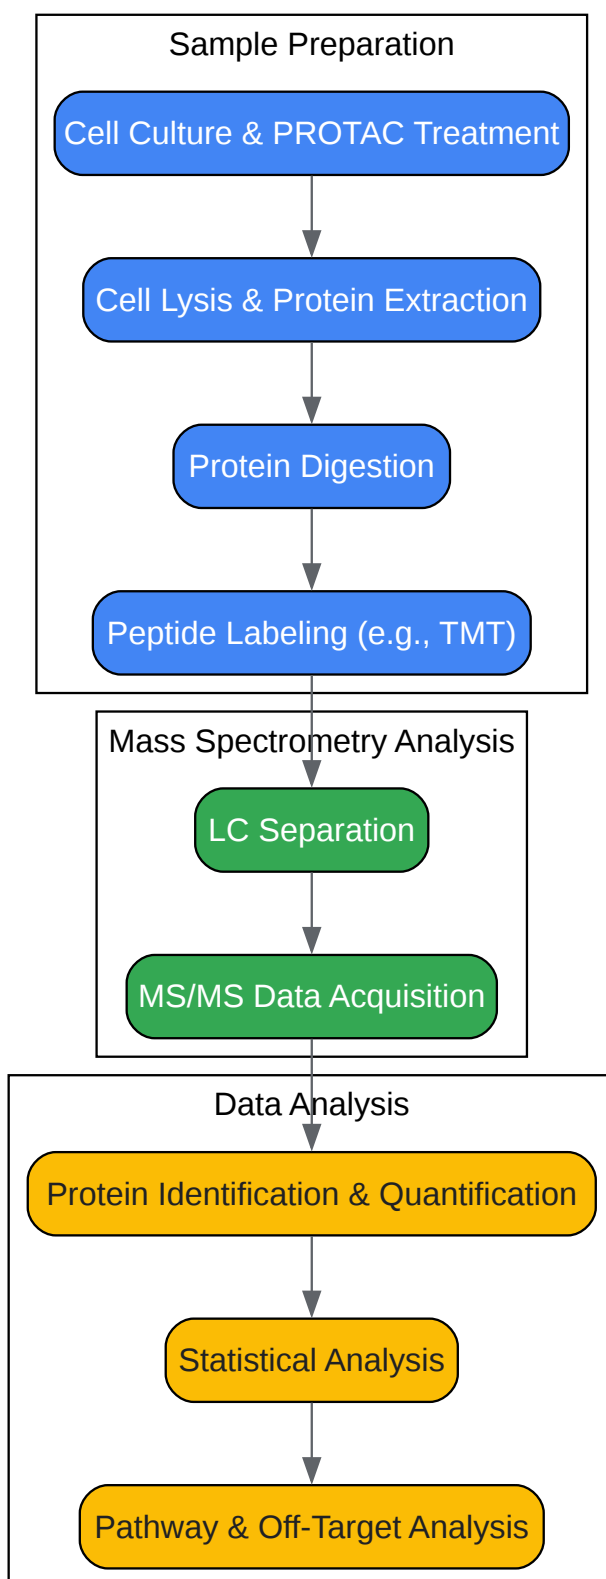 Sample Preparation
Cell Culture & PROTAC Treatment
Cell Lysis & Protein Extraction
Protein Digestion
Peptide Labeling (e.g., TMT)
Mass Spectrometry Analysis
LC Separation
MS/MS Data Acquisition
Data Analysis
Protein Identification & Quantification
Statistical Analysis
Pathway & Off-Target Analysis